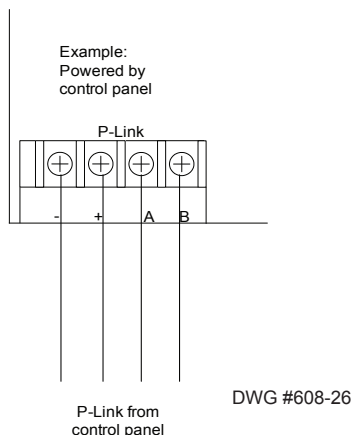 Example:
Powered by
control panel
P-Link
- + A B
DWG #608-26
P-Link from
control panel